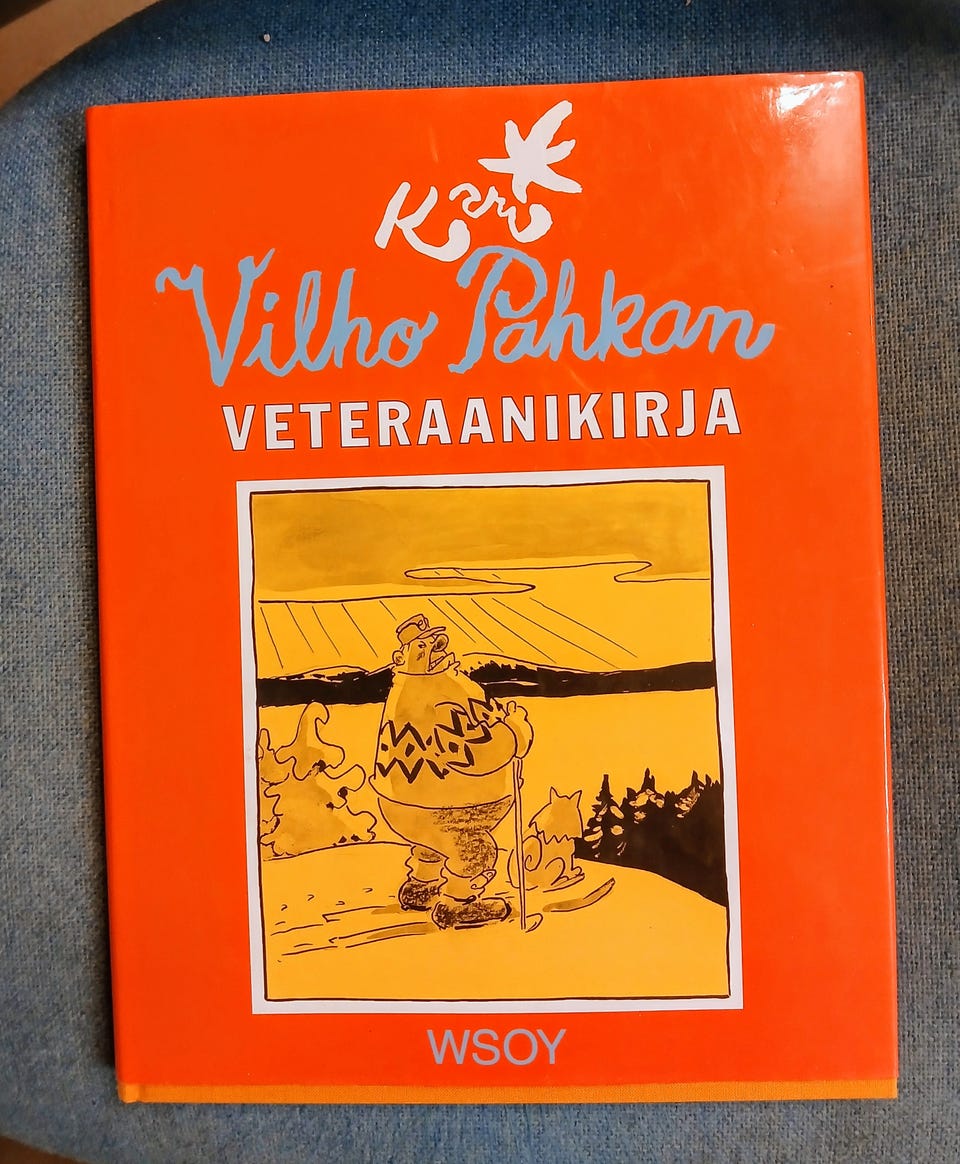 Kari
Vilho Pahkan
VETERAANIKIRJA
WSOY